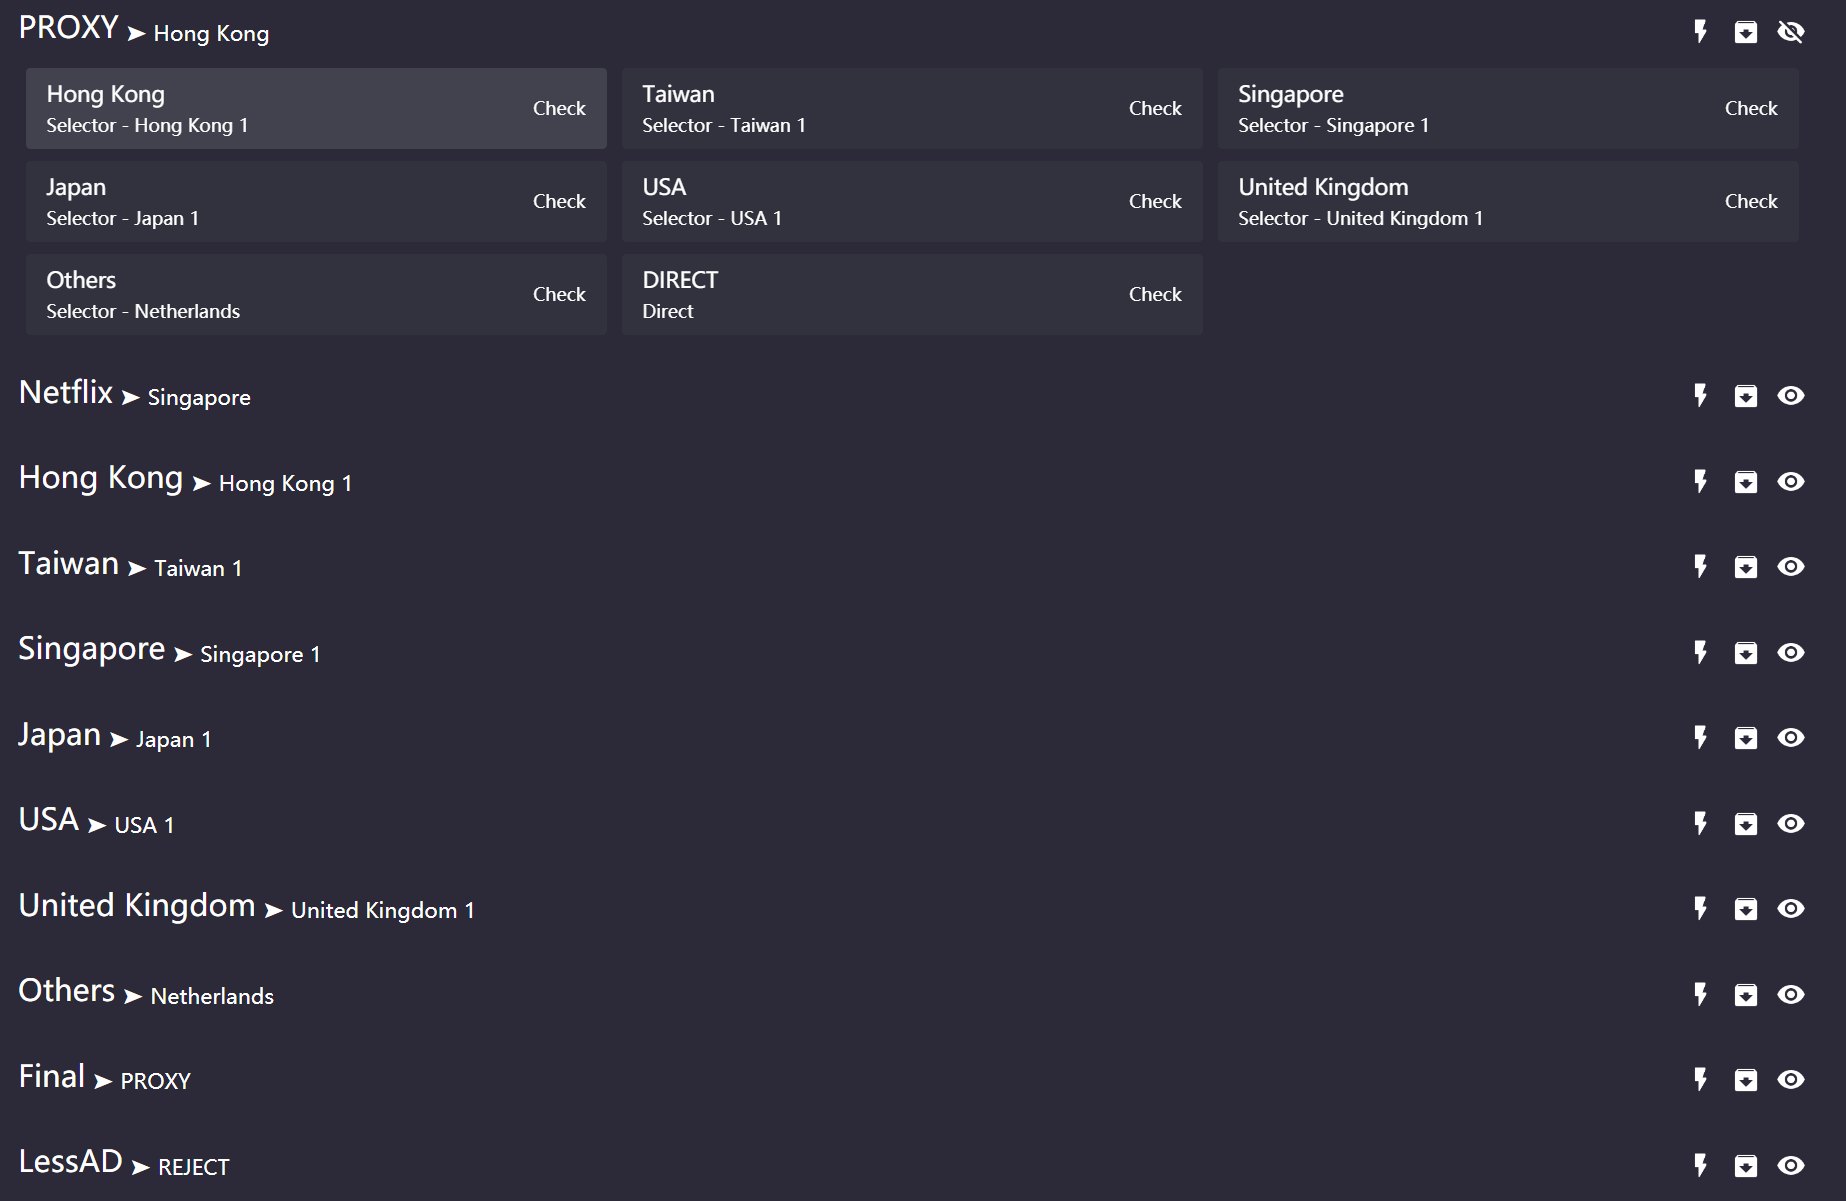 PROXY ➤ Hong Kong
Hong Kong
Selector - Hong Kong 1
Check
Taiwan
Selector - Taiwan 1
Check
Singapore
Selector - Singapore 1
Check
Japan
Selector - Japan 1
Check
USA
Selector - USA 1
Check
United Kingdom
Selector - United Kingdom 1
Check
Others
Selector - Netherlands
Check
DIRECT
Direct
Check
Netflix ➤ Singapore
Hong Kong ➤ Hong Kong 1
Taiwan ➤ Taiwan 1
Singapore ➤ Singapore 1
Japan ➤ Japan 1
USA ➤ USA 1
United Kingdom ➤ United Kingdom 1
Others ➤ Netherlands
Final ➤ PROXY
LessAD ➤ REJECT